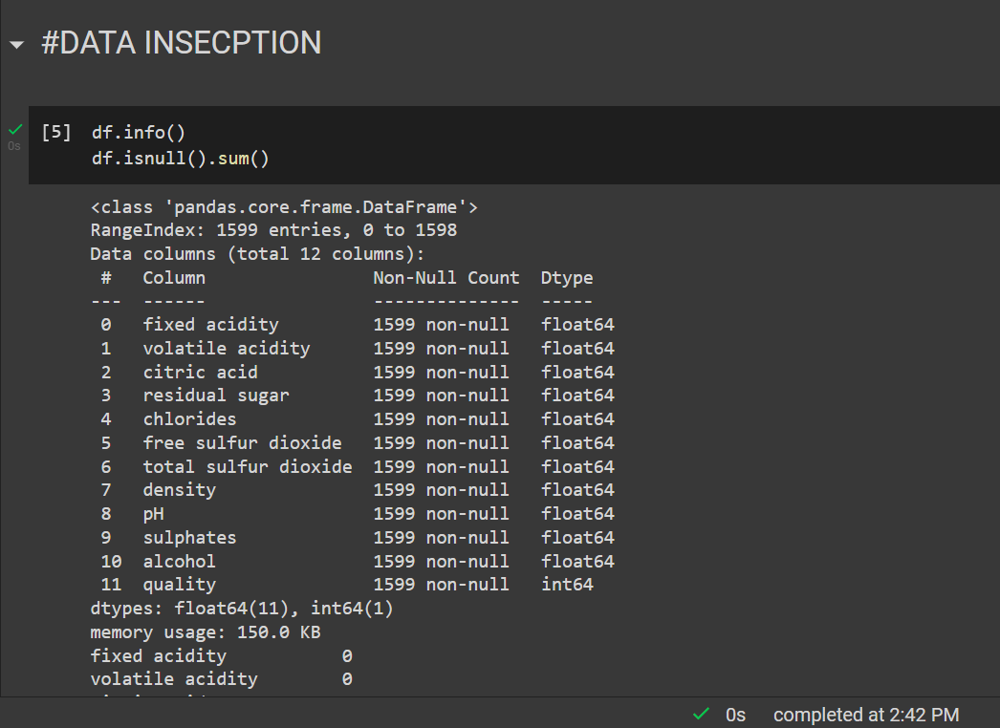 #DATA INSECPTION
[5] df.info()
df.isnull().sum()
0s
<class 'pandas.core.frame.DataFrame'>
RangeIndex: 1599 entries, 0 to 1598
Data columns (total 12 columns):
 #   Column                Non-Null Count  Dtype
---  ------                --------------  -----
 0   fixed acidity         1599 non-null   float64
 1   volatile acidity      1599 non-null   float64
 2   citric acid           1599 non-null   float64
 3   residual sugar        1599 non-null   float64
 4   chlorides             1599 non-null   float64
 5   free sulfur dioxide   1599 non-null   float64
 6   total sulfur dioxide  1599 non-null   float64
 7   density               1599 non-null   float64
 8   pH                    1599 non-null   float64
 9   sulphates             1599 non-null   float64
 10  alcohol               1599 non-null   float64
 11  quality               1599 non-null   int64
dtypes: float64(11), int64(1)
memory usage: 150.0 KB
fixed acidity           0
volatile acidity        0
0s completed at 2:42 PM